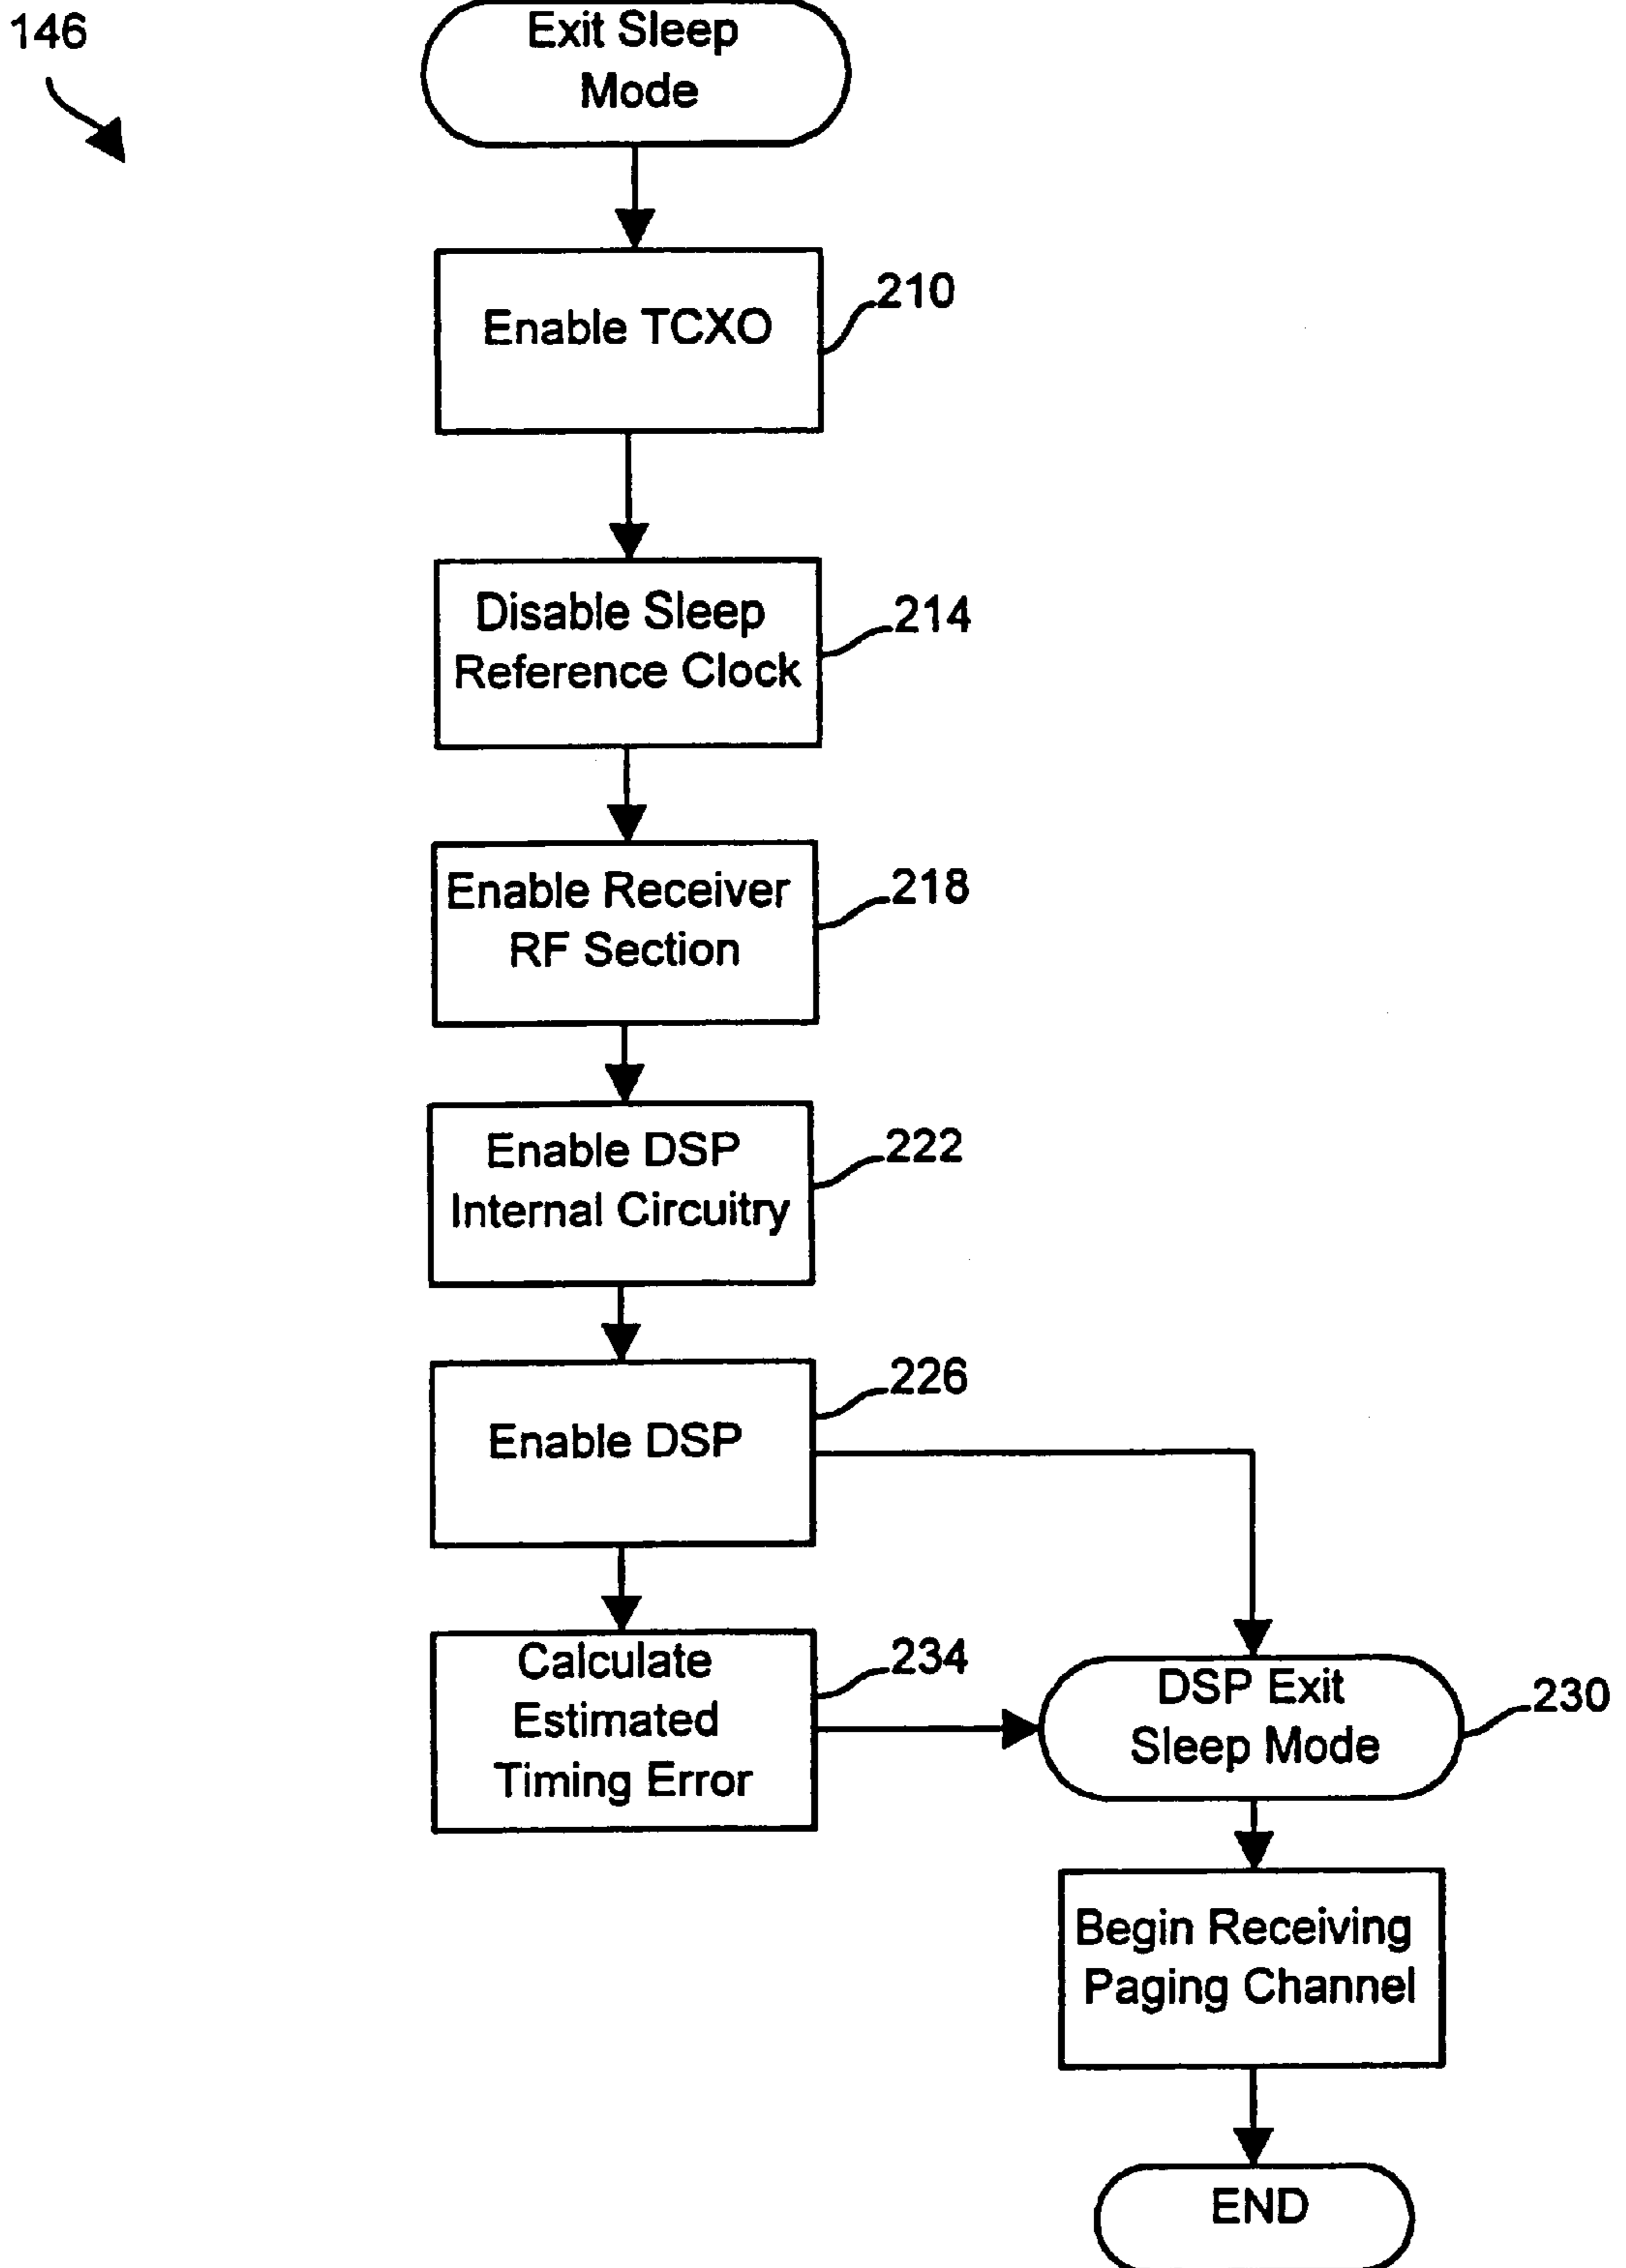 146
Exit Sleep
Mode
Enable TCXO
210
Disable Sleep
Reference Clock
214
Enable Receiver
RF Section
218
Enable DSP
Internal Circuitry
222
Enable DSP
226
Calculate
Estimated
Timing Error
234
DSP Exit
Sleep Mode
230
Begin Receiving
Paging Channel
END